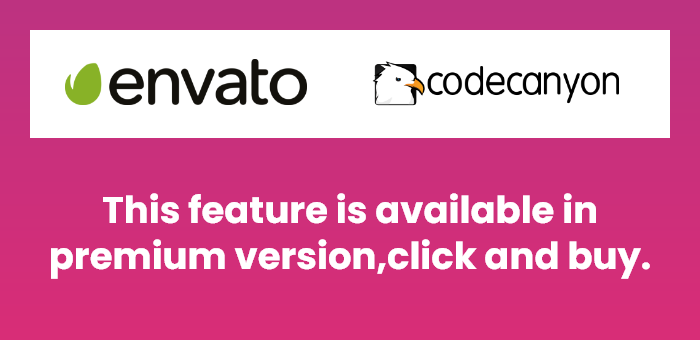 envato codecanyon
This feature is available in
premium version,click and buy.